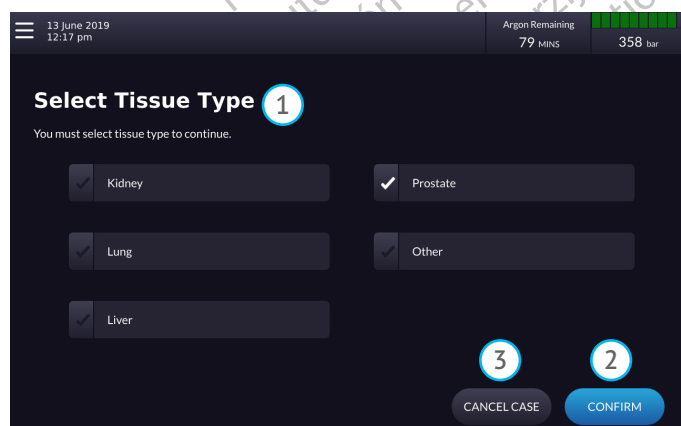 13 June 2019
12:17 pm
Argon Remaining
79 MINS
358 bar
Select Tissue Type
1
You must select tissue type to continue.
Kidney
Prostate
Lung
Other
Liver
3
2
CANCEL CASE
CONFIRM